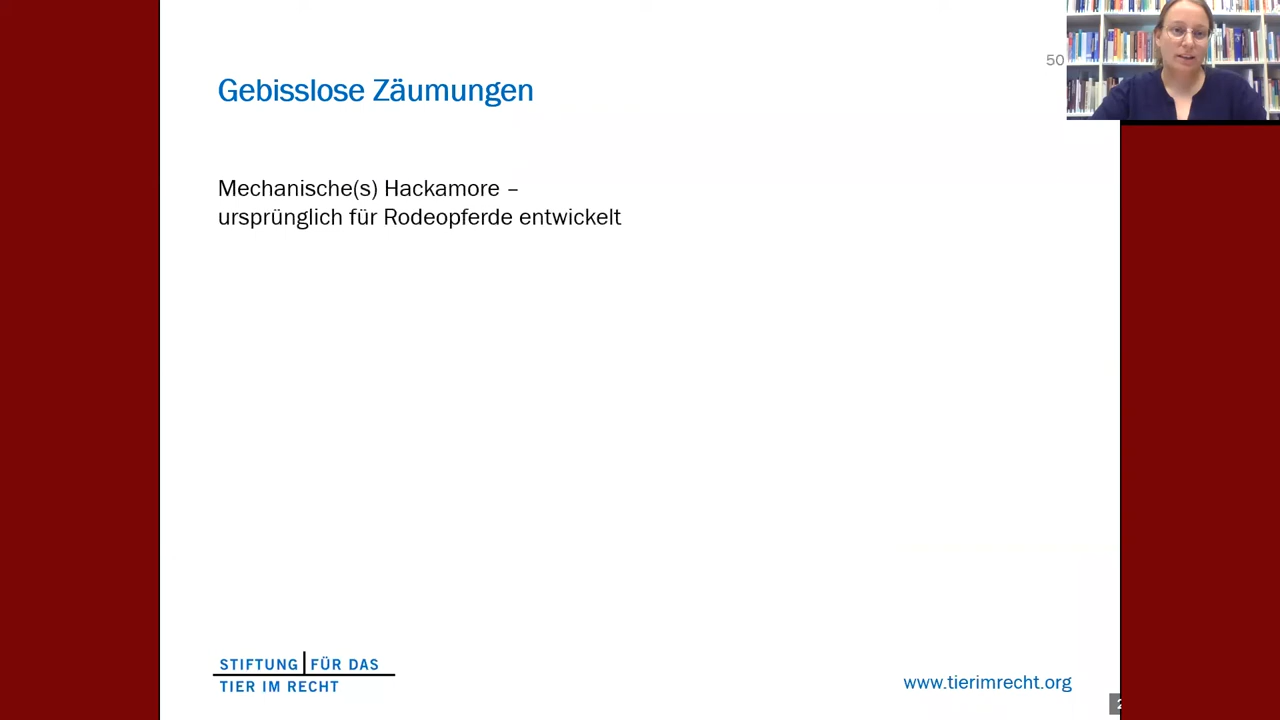 50
Gebisslose Zäumungen
Mechanische(s) Hackamore –
ursprünglich für Rodeopferde entwickelt
STIFTUNG FÜR DAS
TIER IM RECHT
www.tierimrecht.org